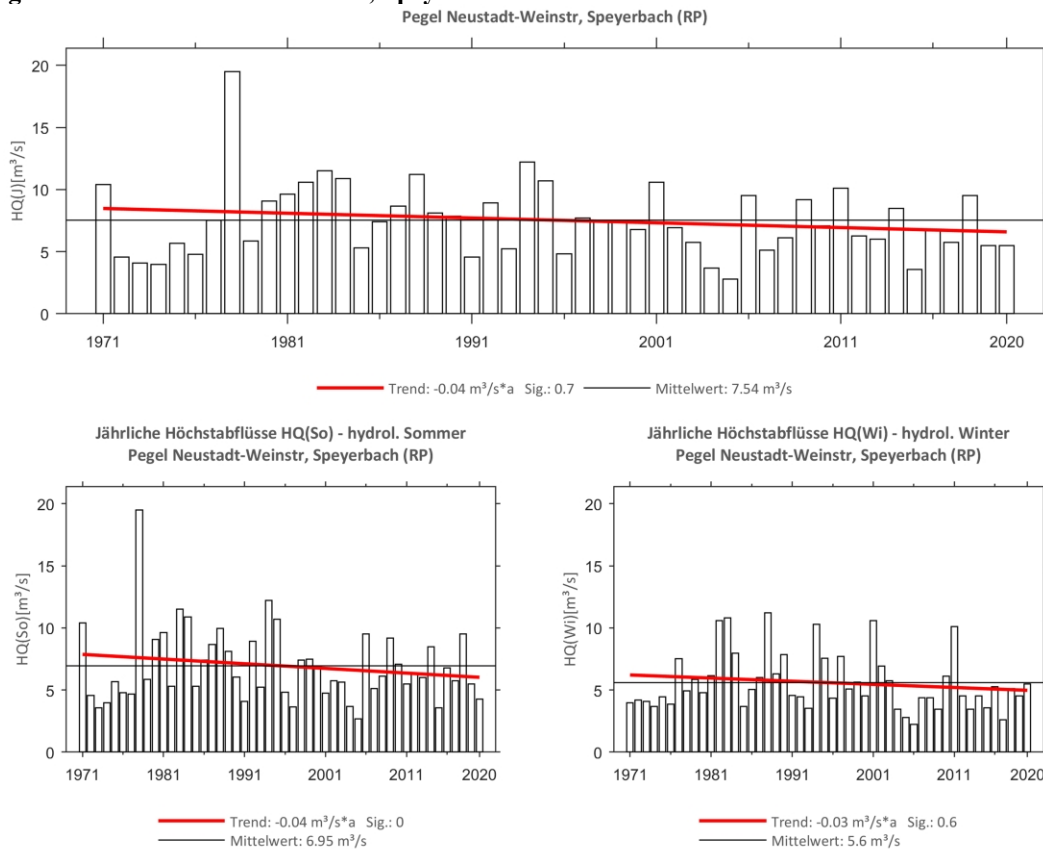 Pegel Neustadt-Weinstr, Speyerbach (RP)
HQ(J)[m³/s]
20
15
10
5
0
1971 1981 1991 2001 2011 2020
Trend: -0.04 m³/s*a Sig.: 0.7 Mittelwert: 7.54 m³/s
Jährliche Höchstabflüsse HQ(So) - hydrol. Sommer
Pegel Neustadt-Weinstr, Speyerbach (RP)
HQ(So)[m³/s]
20
15
10
5
0
1971 1981 1991 2001 2011 2020
Trend: -0.04 m³/s*a Sig.: 0
Mittelwert: 6.95 m³/s
Jährliche Höchstabflüsse HQ(Wi) - hydrol. Winter
Pegel Neustadt-Weinstr, Speyerbach (RP)
HQ(Wi)[m³/s]
20
15
10
5
0
1971 1981 1991 2001 2011 2020
Trend: -0.03 m³/s*a Sig.: 0.6
Mittelwert: 5.6 m³/s